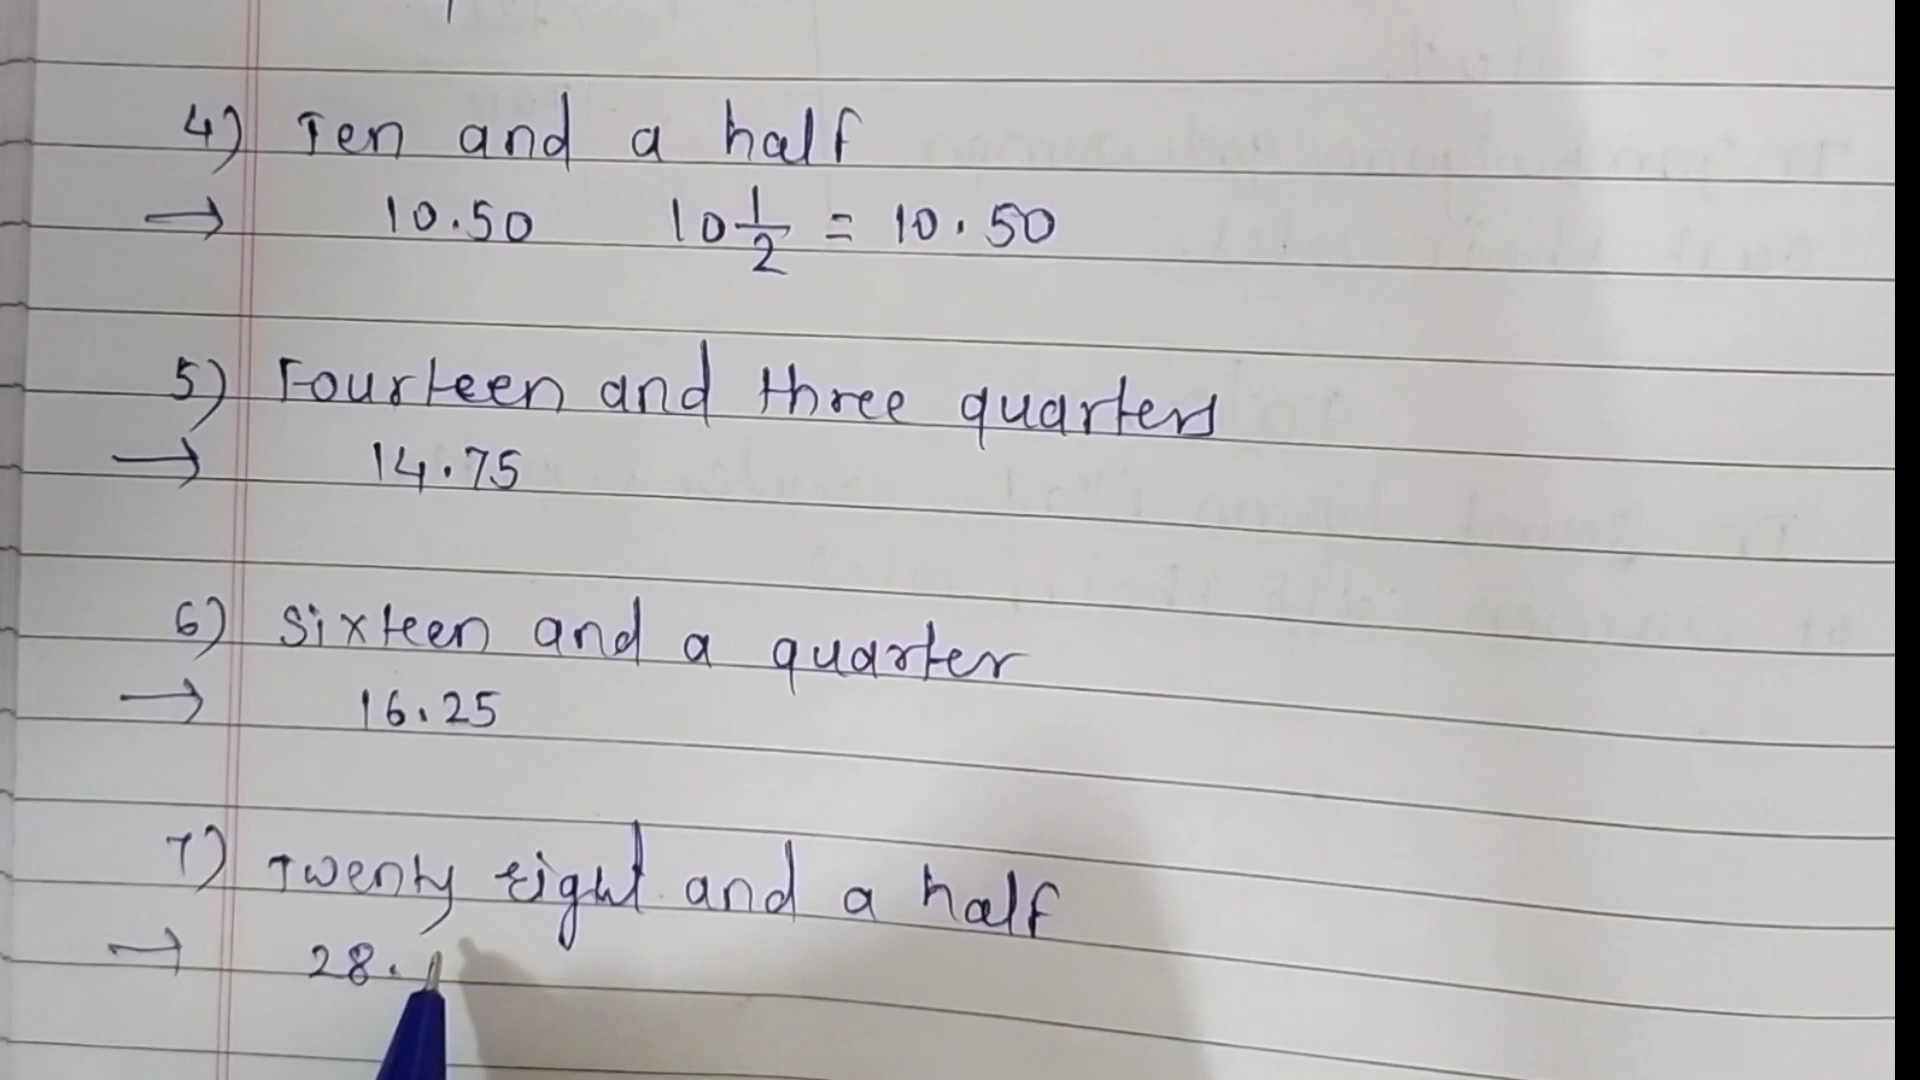 4) Ten and a half
→ 10.50 10 1/2 = 10.50
5) Fourteen and three quarters
→ 14.75
6) Sixteen and a quarter
→ 16.25
7) Twenty eight and a half
→ 28.